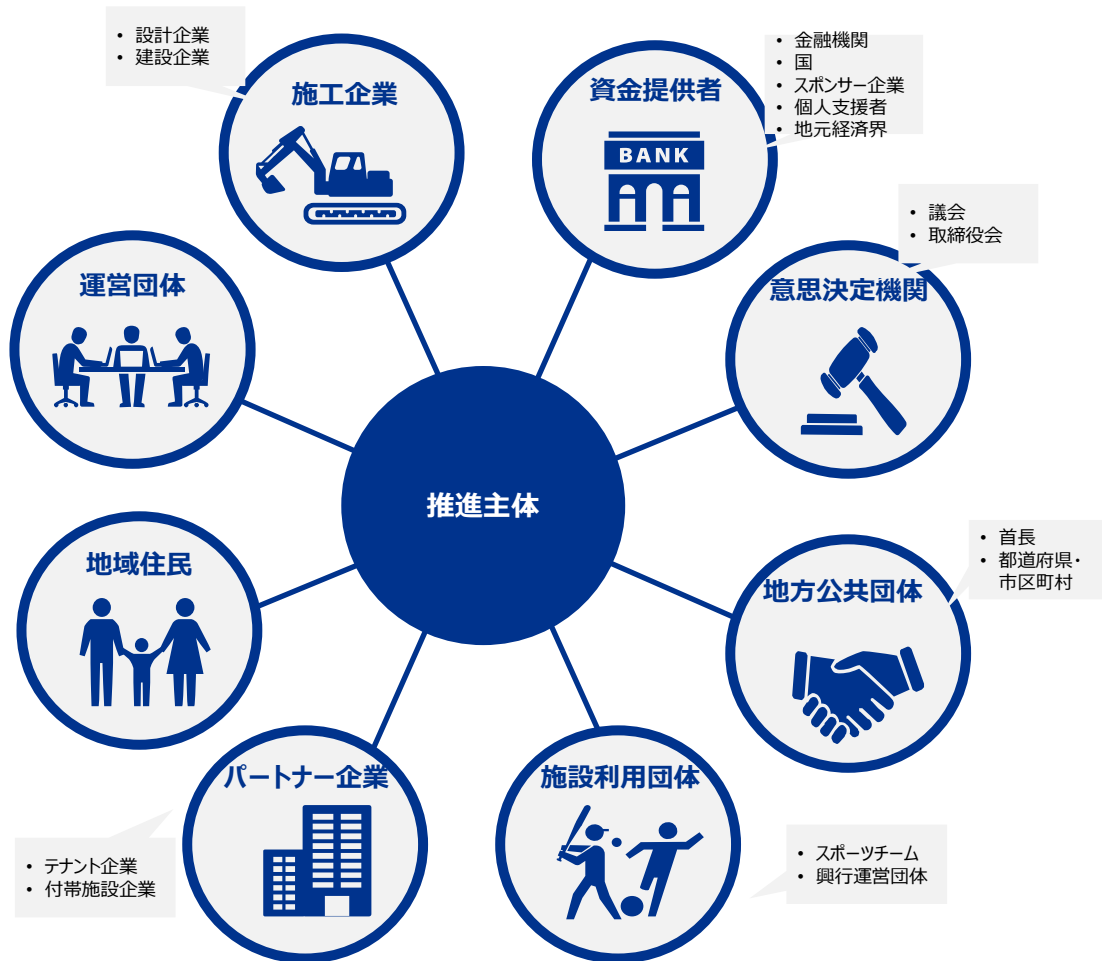 • 設計企業
• 建設企業
施工企業
• 金融機関
• 国
• スポンサー企業
• 個人支援者
• 地元経済界
資金提供者
BANK
• 議会
• 取締役会
意思決定機関
運営団体
推進主体
• 首長
• 都道府県・
市区町村
地方公共団体
地域住民
パートナー企業
• テナント企業
• 付帯施設企業
施設利用団体
• スポーツチーム
• 興行運営団体